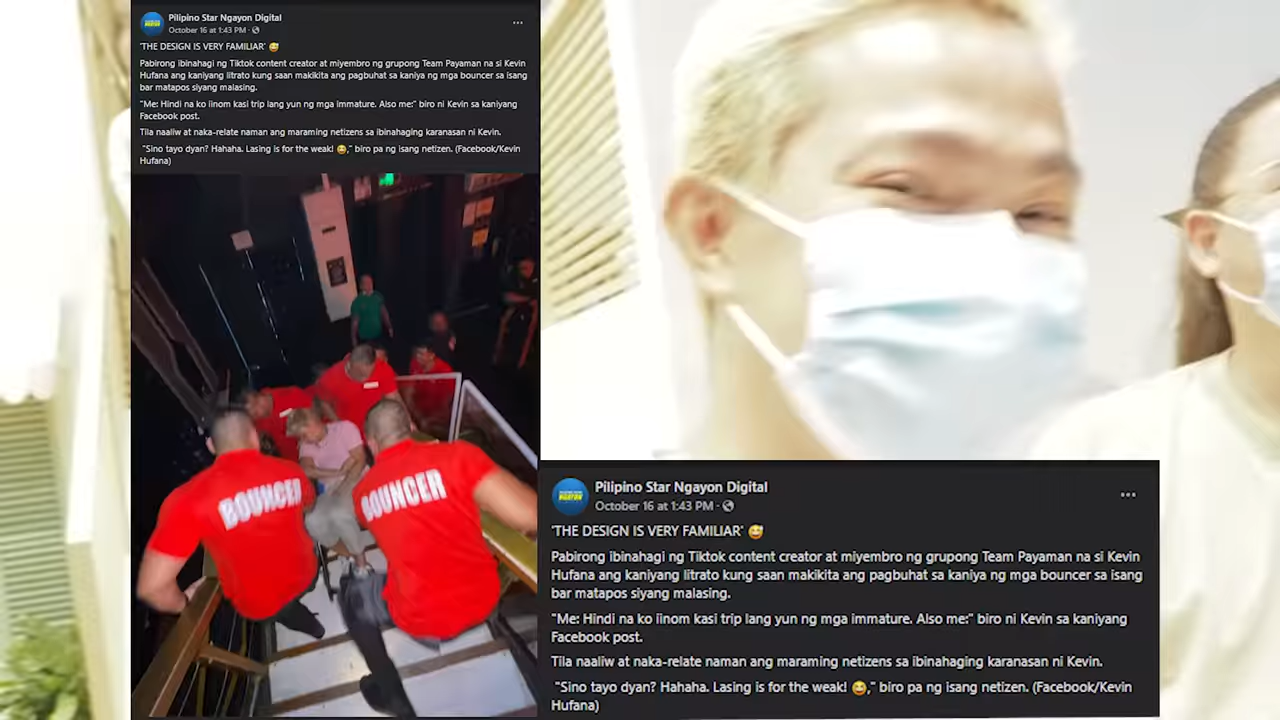 Pilipino Star Ngayon Digital
October 16 at 1:43 PM ·
'THE DESIGN IS VERY FAMILIAR' 😅
Pabirong ibinahagi ng Tiktok content creator at miyembro ng grupong Team Payaman na si Kevin
Hufana ang kaniyang litrato kung saan makikita ang pagbuhat sa kaniya ng mga bouncer sa isang
bar matapos siyang malasing.
"Me: Hindi na ko iinom kasi trip lang yun ng mga immature. Also me:" biro ni Kevin sa kaniyang
Facebook post.
Tila naaliw at naka-relate naman ang maraming netizens sa ibinahaging karanasan ni Kevin.
"Sino tayo dyan? Hahaha. Lasing is for the weak! 😂," biro pa ng isang netizen. (Facebook/Kevin
Hufana)
BOUNCER
BOUNCER
Pilipino Star Ngayon Digital
October 16 at 1:43 PM ·
NGAYON
'THE DESIGN IS VERY FAMILIAR' 😅
Pabirong ibinahagi ng Tiktok content creator at miyembro ng grupong Team Payaman na si Kevin
Hufana ang kaniyang litrato kung saan makikita ang pagbuhat sa kaniya ng mga bouncer sa isang
bar matapos siyang malasing.
"Me: Hindi na ko iinom kasi trip lang yun ng mga immature. Also me:" biro ni Kevin sa kaniyang
Facebook post.
Tila naaliw at naka-relate naman ang maraming netizens sa ibinahaging karanasan ni Kevin.
"Sino tayo dyan? Hahaha. Lasing is for the weak! 😂," biro pa ng isang netizen. (Facebook/Kevin
Hufana)